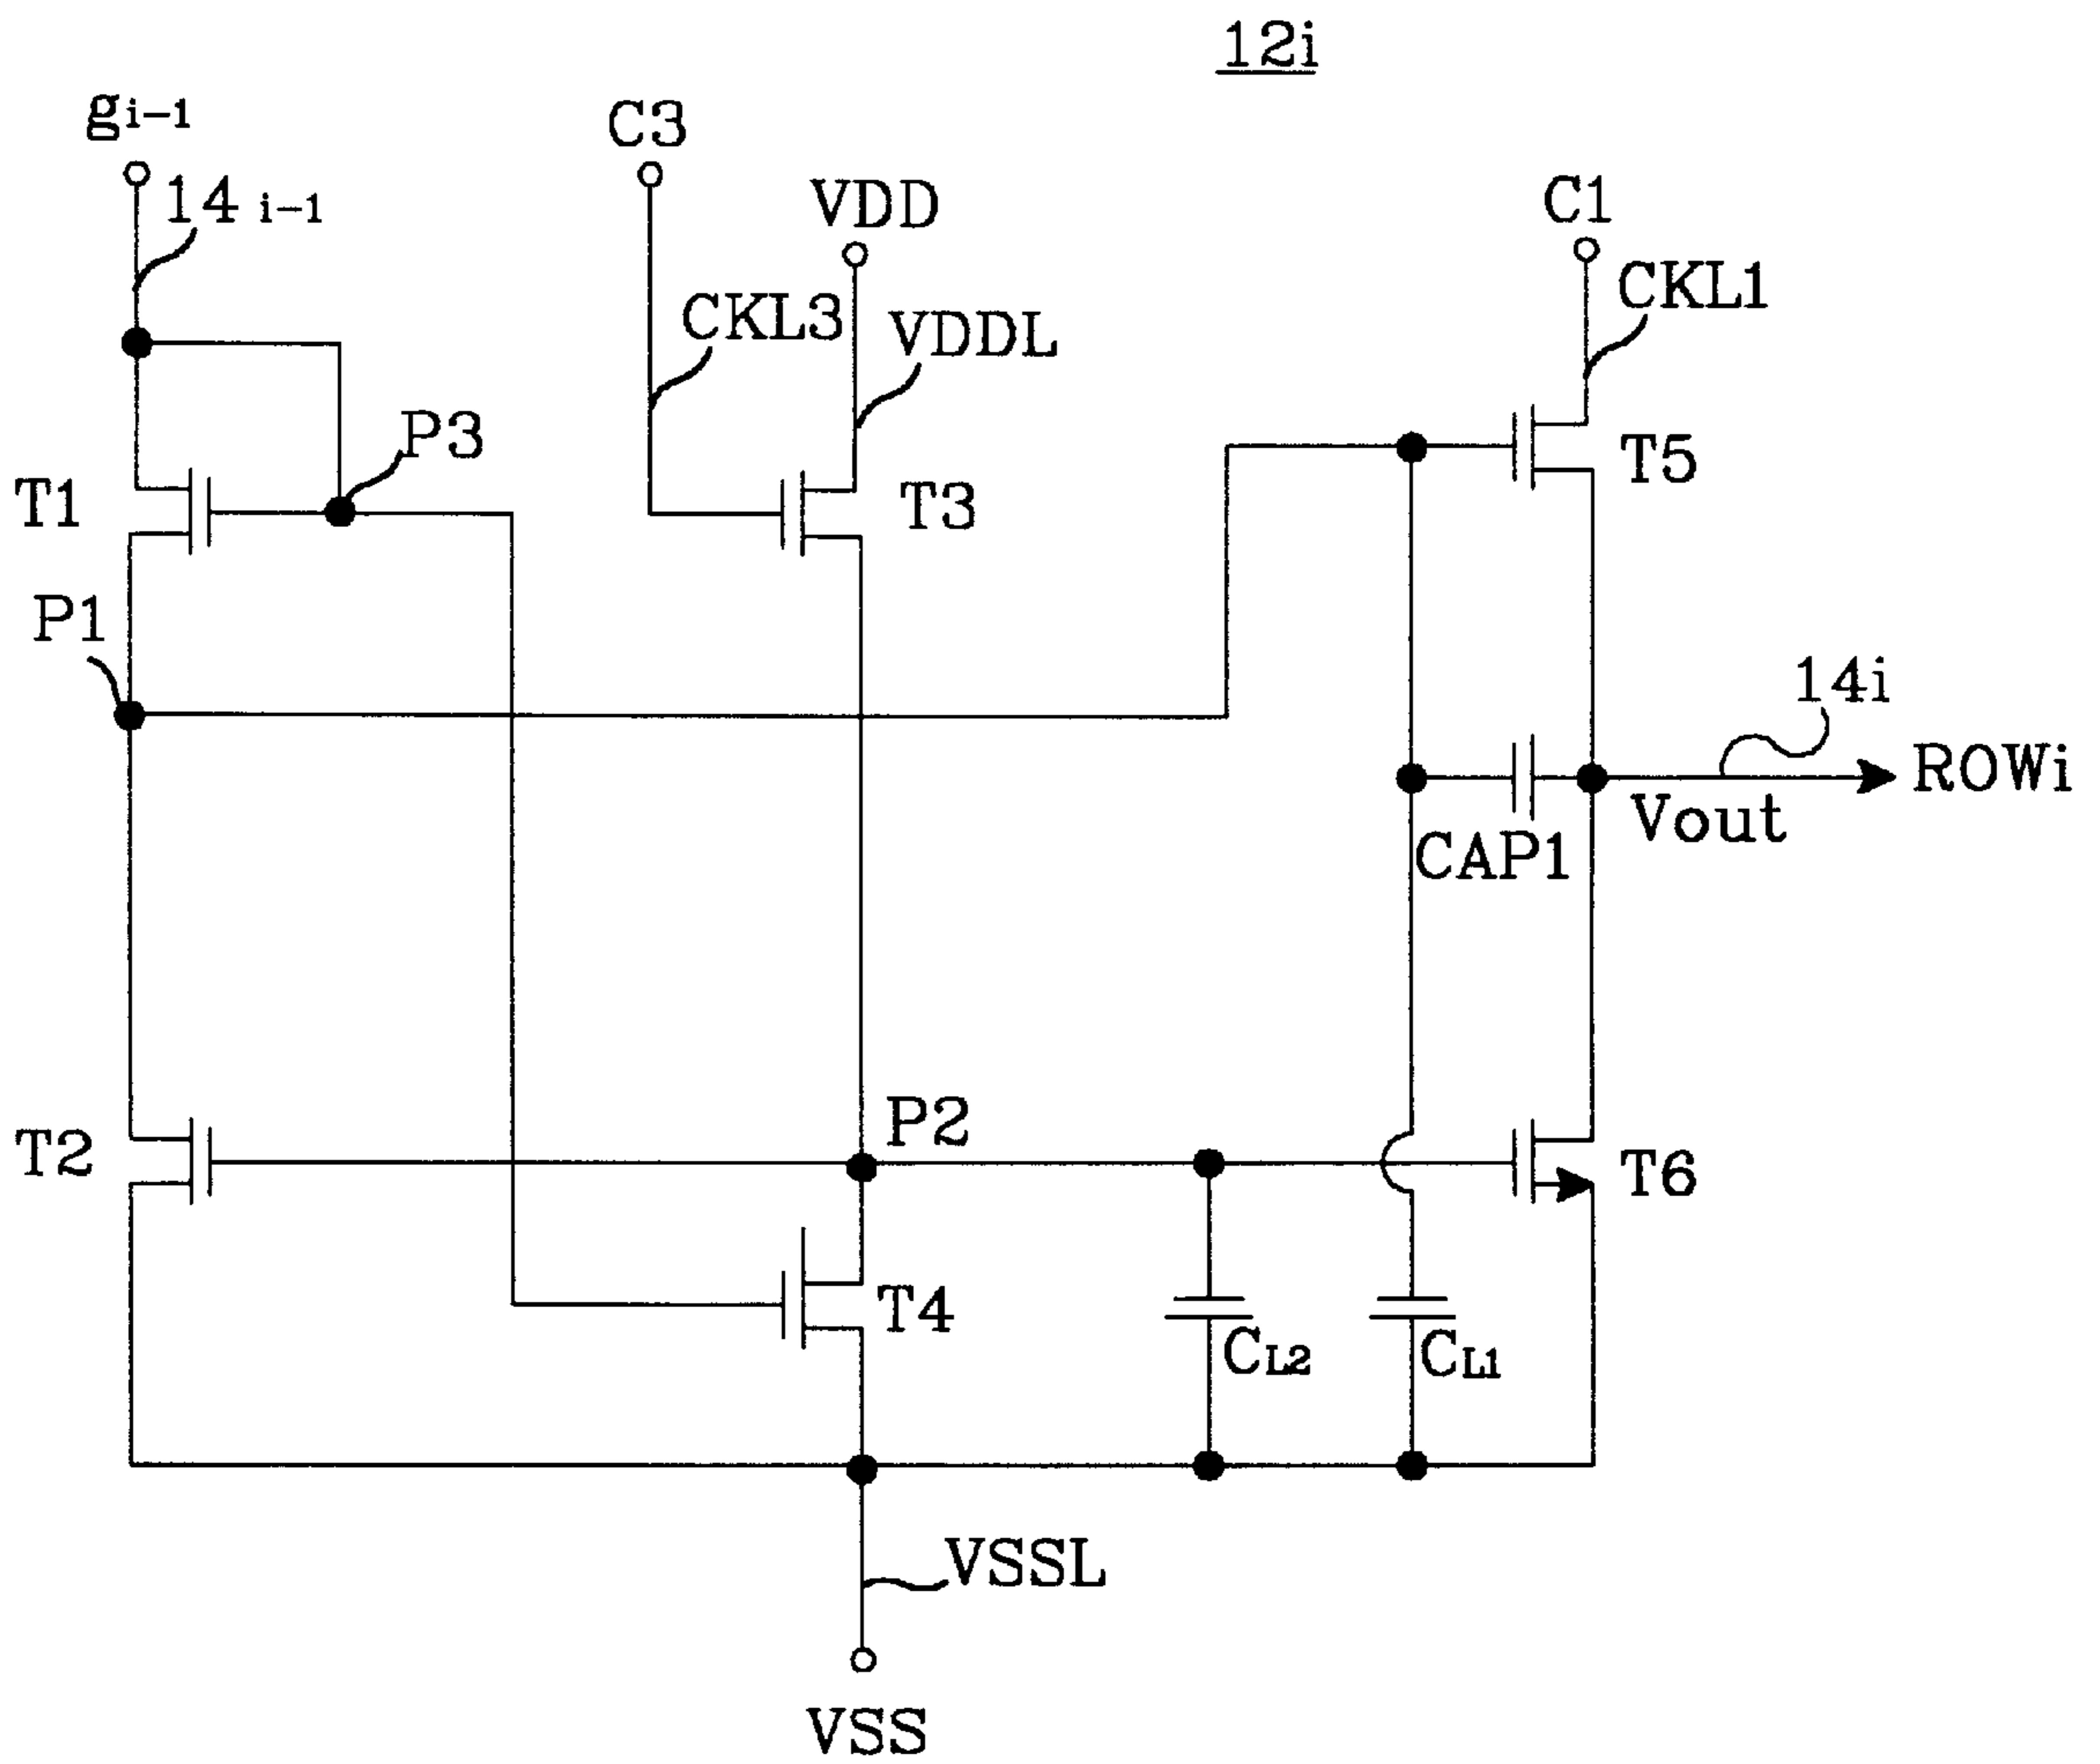 12i
gi-1
C3
14 i-1
VDD
C1
CKL1
CKL3
VDDL
P3
T5
T1
T3
P1
14i
ROWi
Vout
CAP1
P2
T2
T6
T4
CL2
CL1
VSSL
VSS